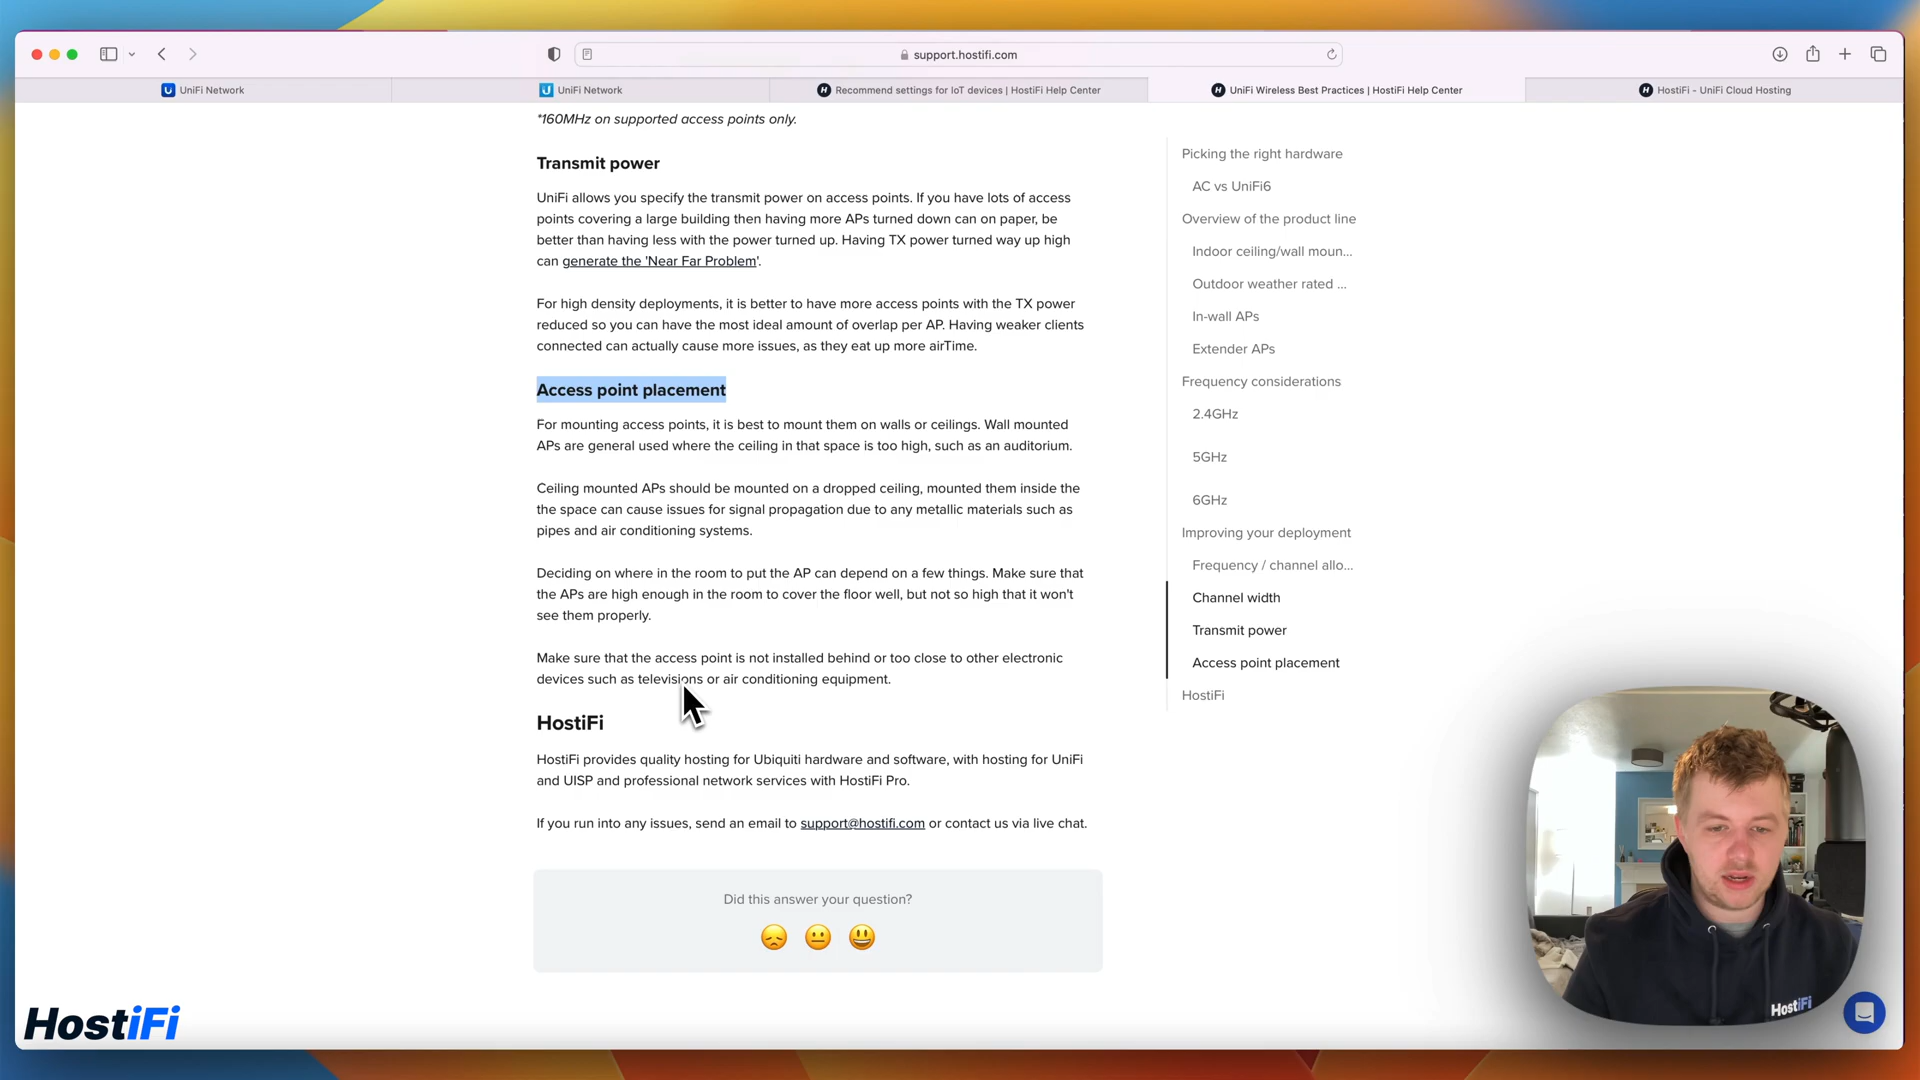 support.hostifi.com
UniFi Network
UniFi Network
Recommend settings for IoT devices | HostiFi Help Center
UniFi Wireless Best Practices | HostiFi Help Center
HostiFi - UniFi Cloud Hosting
*160MHz on supported access points only.
Transmit power
UniFi allows you specify the transmit power on access points. If you have lots of access
points covering a large building then having more APs turned down can on paper, be
better than having less with the power turned up. Having TX power turned way up high
can generate the 'Near Far Problem'.
For high density deployments, it is better to have more access points with the TX power
reduced so you can have the most ideal amount of overlap per AP. Having weaker clients
connected can actually cause more issues, as they eat up more airTime.
Access point placement
For mounting access points, it is best to mount them on walls or ceilings. Wall mounted
APs are general used where the ceiling in that space is too high, such as an auditorium.
Ceiling mounted APs should be mounted on a dropped ceiling, mounted them inside the
the space can cause issues for signal propagation due to any metallic materials such as
pipes and air conditioning systems.
Deciding on where in the room to put the AP can depend on a few things. Make sure that
the APs are high enough in the room to cover the floor well, but not so high that it won't
see them properly.
Make sure that the access point is not installed behind or too close to other electronic
devices such as televisions or air conditioning equipment.
HostiFi
HostiFi provides quality hosting for Ubiquiti hardware and software, with hosting for UniFi
and UISP and professional network services with HostiFi Pro.
If you run into any issues, send an email to support@hostifi.com or contact us via live chat.
Did this answer your question?
Picking the right hardware
AC vs UniFi6
Overview of the product line
Indoor ceiling/wall moun...
Outdoor weather rated ...
In-wall APs
Extender APs
Frequency considerations
2.4GHz
5GHz
6GHz
Improving your deployment
Frequency / channel allo...
Channel width
Transmit power
Access point placement
HostiFi
HostiFi
HostiFi